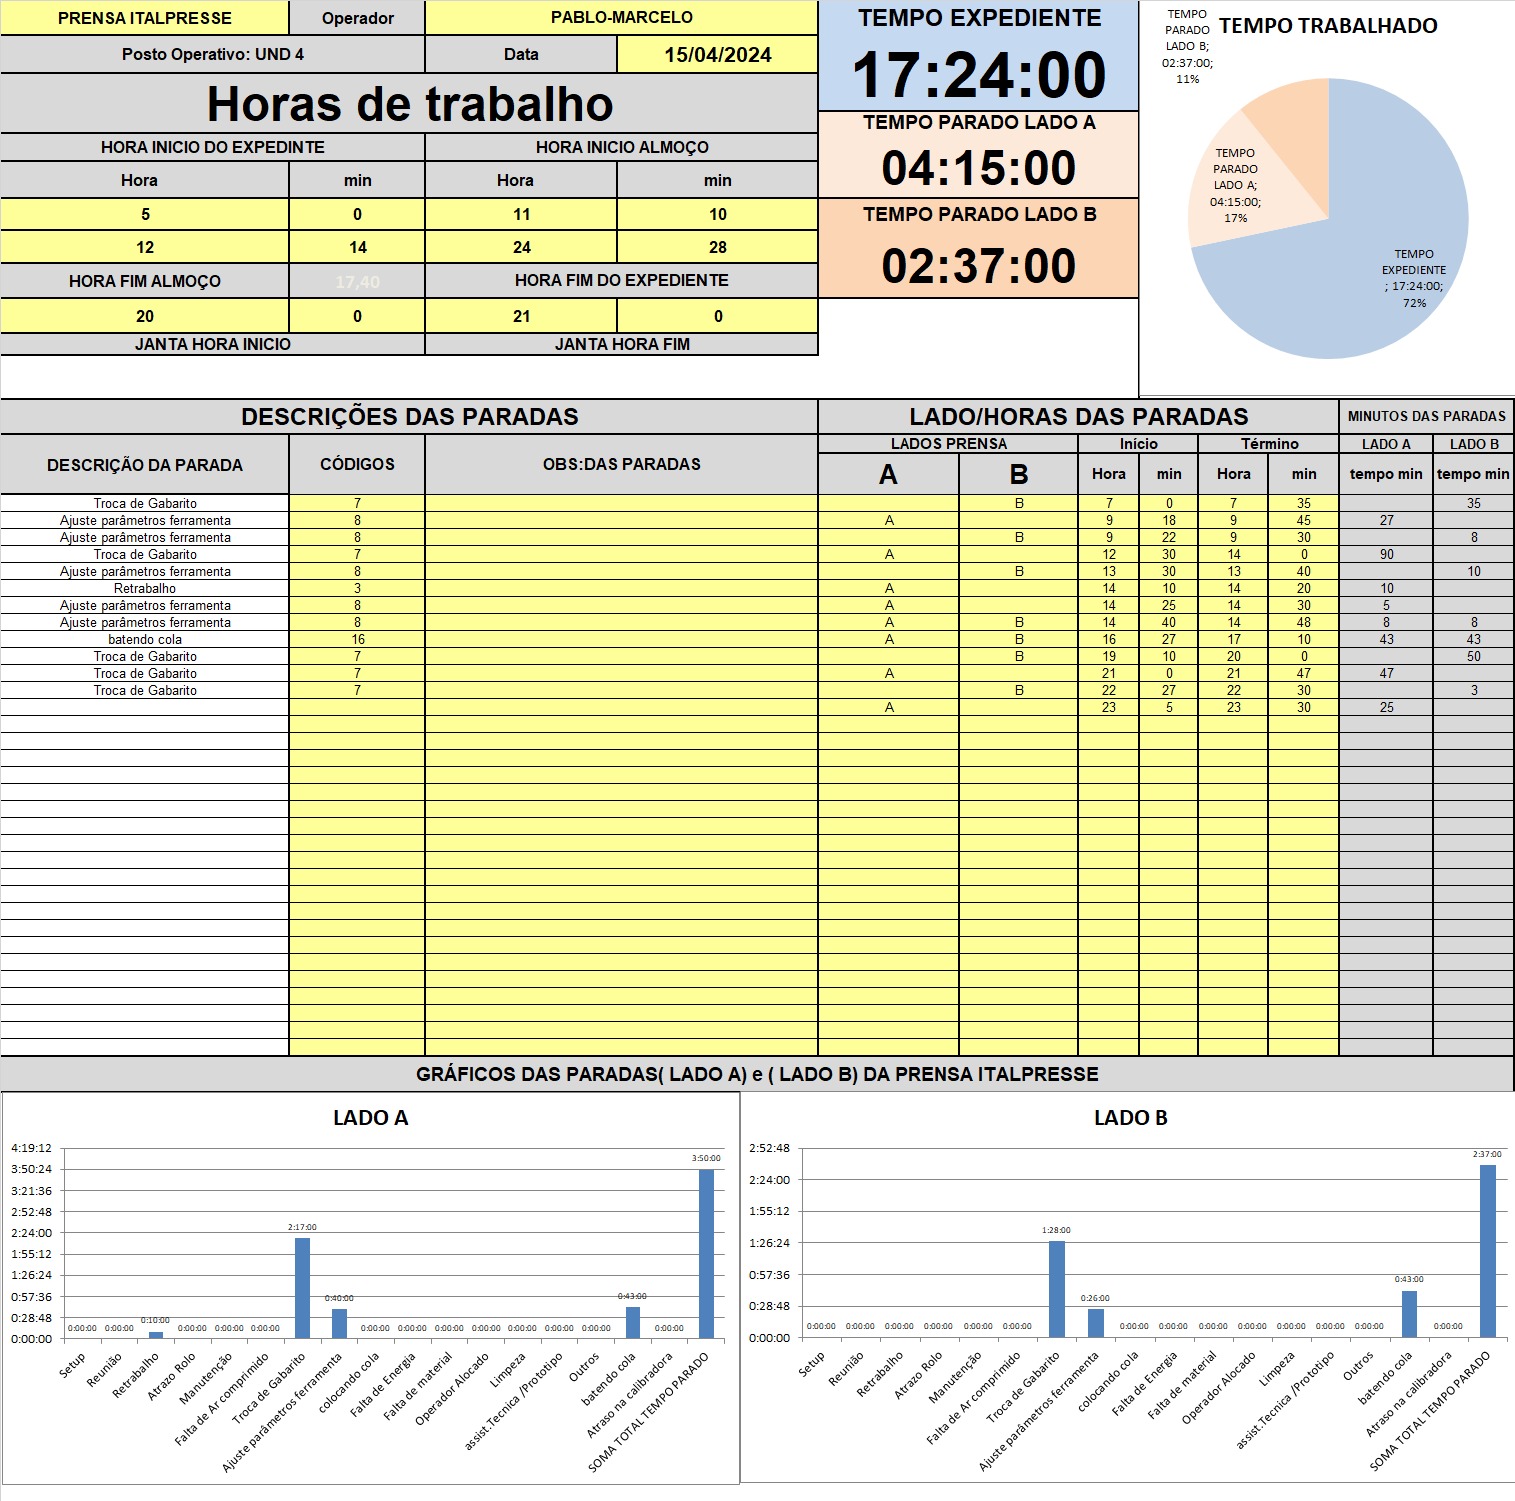 PRENSA ITALPRESSE Operador PABLO-MARCELO
Posto Operativo: UND 4 Data 15/04/2024
Horas de trabalho
HORA INICIO DO EXPEDINTE HORA INICIO ALMOÇO
Hora min Hora min
5 0 11 10
12 14 24 28
HORA FIM ALMOÇO 17,40 HORA FIM DO EXPEDIENTE
20 0 21 0
JANTA HORA INICIO JANTA HORA FIM
TEMPO EXPEDIENTE
17:24:00
TEMPO PARADO LADO A
04:15:00
TEMPO PARADO LADO B
02:37:00
TEMPO TRABALHADO
TEMPO
PARADO
LADO B;
02:37:00;
11%
TEMPO
PARADO
LADO A;
04:15:00;
17%
TEMPO
EXPEDIENTE
; 17:24:00;
72%
DESCRIÇÕES DAS PARADAS LADO/HORAS DAS PARADAS MINUTOS DAS PARADAS
LADOS PRENSA Início Término LADO A LADO B
DESCRIÇÃO DA PARADA CÓDIGOS OBS:DAS PARADAS A B Hora min Hora min tempo min tempo min
Troca de Gabarito 7 B 7 0 7 35 35
Ajuste parâmetros ferramenta 8 A 9 18 9 45 27
Ajuste parâmetros ferramenta 8 B 9 22 9 30 8
Troca de Gabarito 7 A 12 30 14 0 90
Ajuste parâmetros ferramenta 8 B 13 30 13 40 10
Retrabalho 3 A 14 10 14 20 10
Ajuste parâmetros ferramenta 8 A 14 25 14 30 5
Ajuste parâmetros ferramenta 8 A B 14 40 14 48 8 8
batendo cola 16 A B 16 27 17 10 43 43
Troca de Gabarito 7 B 19 10 20 0 50
Troca de Gabarito 7 A 21 0 21 47 47
Troca de Gabarito 7 B 22 27 22 30 3
A 23 5 23 30 25
GRÁFICOS DAS PARADAS( LADO A) e ( LADO B) DA PRENSA ITALPRESSE
LADO A
4:19:12
3:50:24
3:21:36
2:52:48
2:24:00
1:55:12
1:26:24
0:57:36
0:28:48
0:00:00
0:00:00 0:00:00 0:10:00 0:00:00 0:00:00 0:00:00 2:17:00 0:40:00 0:00:00 0:00:00 0:00:00 0:00:00 0:00:00 0:00:00 0:00:00 0:43:00 0:00:00 3:50:00
Setup
Reunião
Retrabalho
Atrazo Rolo
Manutenção
Falta de Ar comprimido
Troca de Gabarito
Ajuste parâmetros ferramenta
colocando cola
Falta de Energia
Falta de material
Operador Alocado
Limpeza
assist.Tecnica /Prototipo
Outros
batendo cola
Atraso na calibradora
SOMA TOTAL TEMPO PARADO
LADO B
2:52:48
2:24:00
1:55:12
1:26:24
0:57:36
0:28:48
0:00:00
0:00:00 0:00:00 0:00:00 0:00:00 0:00:00 0:00:00 1:28:00 0:26:00 0:00:00 0:00:00 0:00:00 0:00:00 0:00:00 0:00:00 0:00:00 0:43:00 0:00:00 2:37:00
Setup
Reunião
Retrabalho
Atrazo Rolo
Manutenção
Falta de Ar comprimido
Troca de Gabarito
Ajuste parâmetros ferramenta
colocando cola
Falta de Energia
Falta de material
Operador Alocado
Limpeza
assist.Tecnica /Prototipo
Outros
batendo cola
Atraso na calibradora
SOMA TOTAL TEMPO PARADO